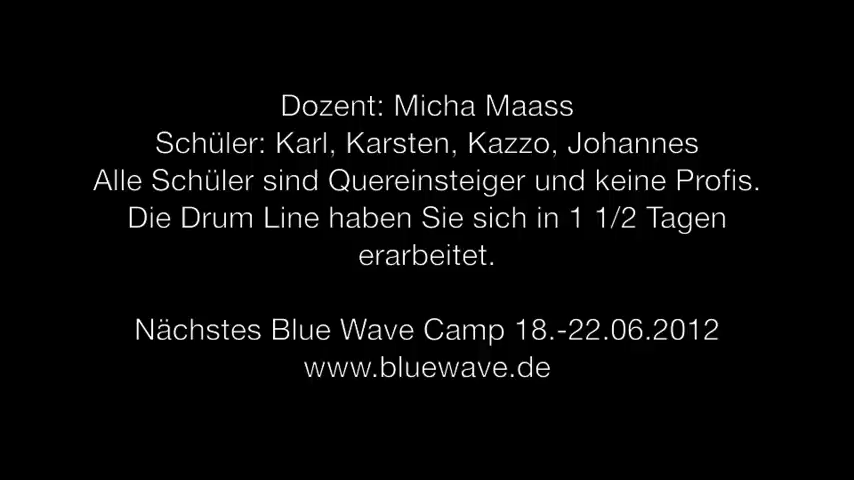 Dozent: Micha Maass
Schüler: Karl, Karsten, Kazzo, Johannes
Alle Schüler sind Quereinsteiger und keine Profis.
Die Drum Line haben Sie sich in 1 1/2 Tagen
erarbeitet.
Nächstes Blue Wave Camp 18.-22.06.2012
www.bluewave.de